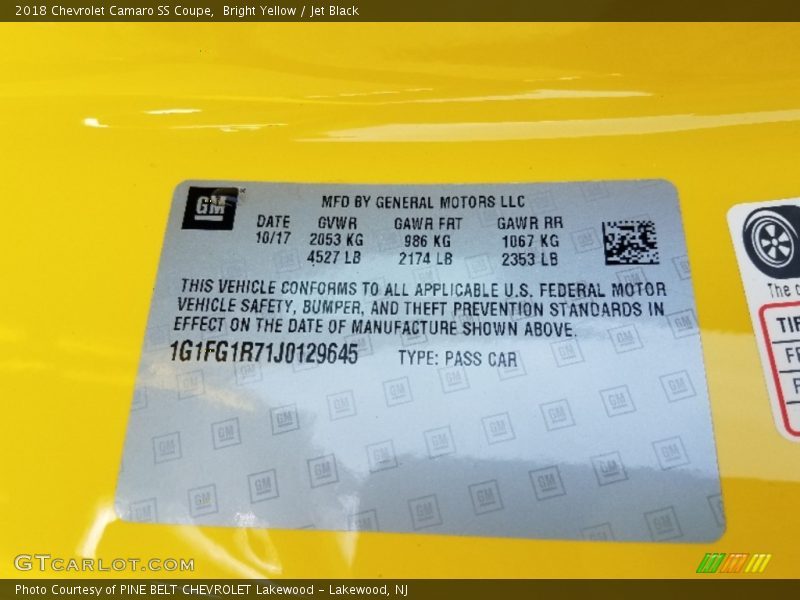 2018 Chevrolet Camaro SS Coupe,  Bright Yellow / Jet Black
GM
MFD BY GENERAL MOTORS LLC
DATE GVWR GAWR FRT GAWR RR
10/17 2053 KG 986 KG 1067 KG
4527 LB 2174 LB 2353 LB
THIS VEHICLE CONFORMS TO ALL APPLICABLE U.S. FEDERAL MOTOR
VEHICLE SAFETY, BUMPER, AND THEFT PREVENTION STANDARDS IN
EFFECT ON THE DATE OF MANUFACTURE SHOWN ABOVE.
1G1FG1R71J0129645 TYPE: PASS CAR
The
GTCARLOT.COM
Photo Courtesy of PINE BELT CHEVROLET Lakewood - Lakewood, NJ